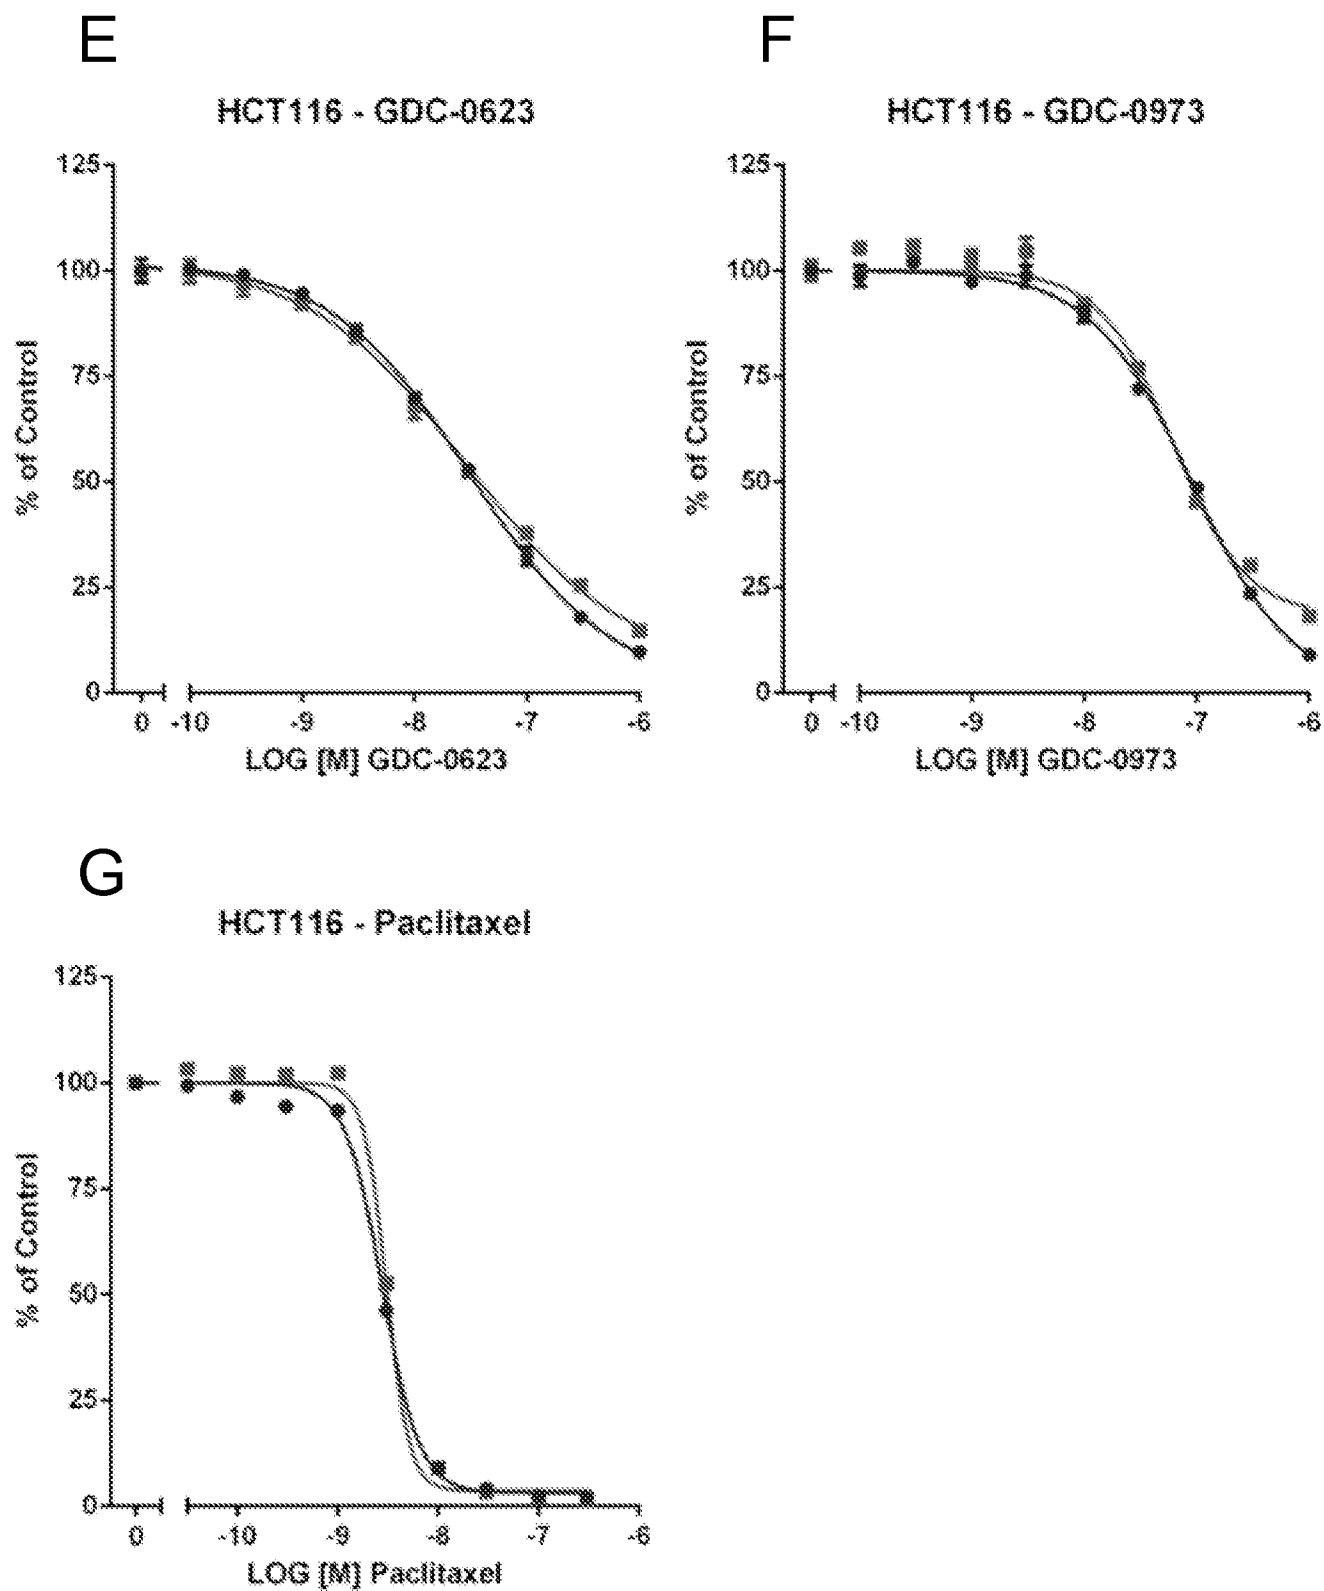 E
HCT116 - GDC-0623
125
100
75
50
25
0
% of Control
0 -10 -9 -8 -7 -6
LOG [M] GDC-0623
F
HCT116 - GDC-0973
125
100
75
50
25
0
% of Control
0 -10 -9 -8 -7 -6
LOG [M] GDC-0973
G
HCT116 - Paclitaxel
125
100
75
50
25
0
% of Control
0 -10 -9 -8 -7 -6
LOG [M] Paclitaxel